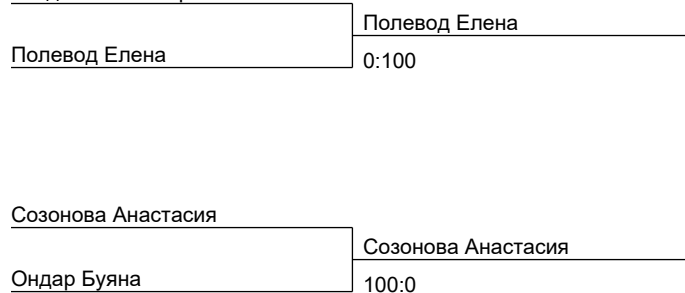 Полевод Елена
Полевод Елена
0:100
Созонова Анастасия
Созонова Анастасия
Ондар Буяна
100:0